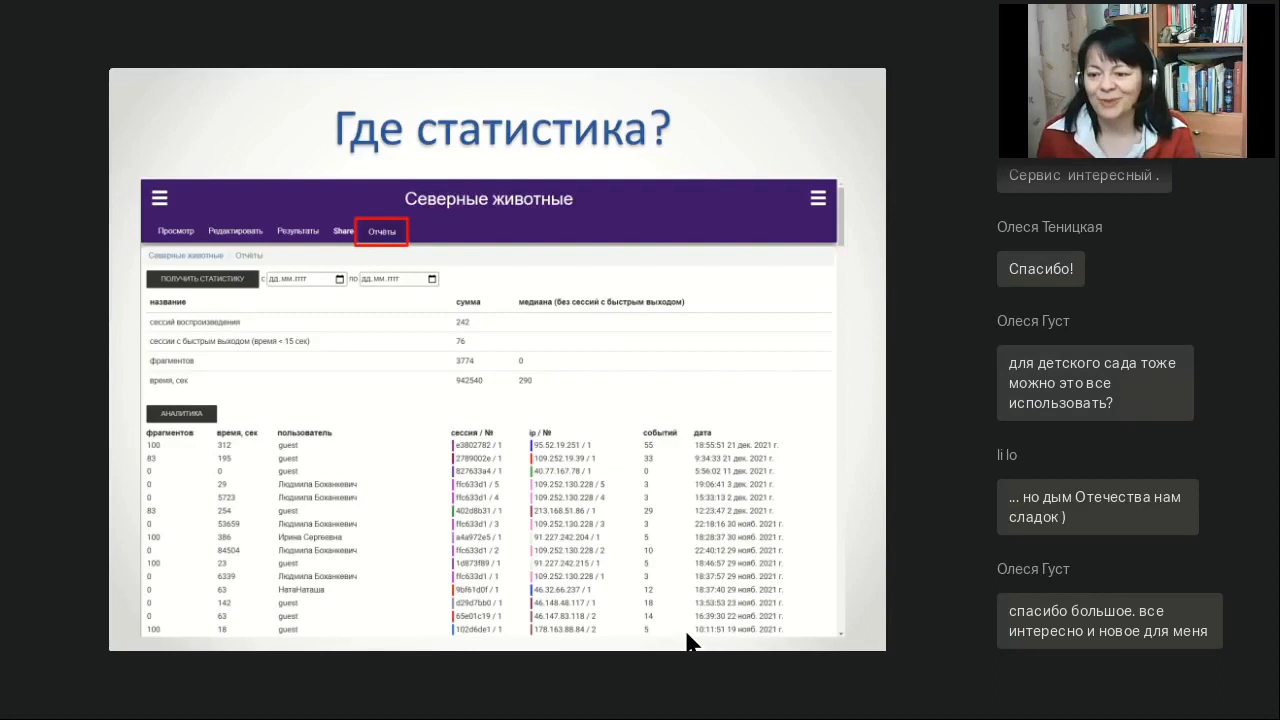 Где статистика?
Северные животные
Просмотр Редактировать Результаты Share Отчёты
Северные животные Отчёты
ПОЛУЧИТЬ СТАТИСТИКУ с дд.мм.гггг по дд.мм.гггг
название сумма медиана (без сессий с быстрым выходом)
сессий воспроизведения 242
сессии с быстрым выходом (время < 15 сек) 76
фрагментов 3774 0
время, сек 942540 290
АНАЛИТИКА
фрагментов время, сек пользователь сессия / № ip / № событий дата
100 312 guest e3802782 / 1 95.52.19.251 / 1 55 18:55:51 21 дек. 2021 г.
83 195 guest 2789002e / 1 109.252.19.39 / 1 33 9:34:33 21 дек. 2021 г.
0 0 guest 827633a4 / 1 40.77.167.78 / 1 0 5:56:02 11 дек. 2021 г.
0 29 Людмила Боханкевич ffc633d1 / 5 109.252.130.228 / 5 3 19:06:41 3 дек. 2021 г.
0 5723 Людмила Боханкевич ffc633d1 / 4 109.252.130.228 / 4 3 15:33:13 2 дек. 2021 г.
83 254 guest 402d8b31 / 1 213.168.51.86 / 1 29 12:23:47 2 дек. 2021 г.
0 53659 Людмила Боханкевич ffc633d1 / 3 109.252.130.228 / 3 3 22:18:16 30 нояб. 2021 г.
100 386 Ирина Сергеевна a4a972e5 / 1 91.227.242.204 / 1 5 18:28:37 30 нояб. 2021 г.
0 84504 Людмила Боханкевич ffc633d1 / 2 109.252.130.228 / 2 10 22:40:12 29 нояб. 2021 г.
100 23 guest 1d873f89 / 1 91.227.242.215 / 1 5 18:46:57 29 нояб. 2021 г.
0 6339 Людмила Боханкевич ffc633d1 / 1 109.252.130.228 / 1 3 18:37:57 29 нояб. 2021 г.
0 63 НатаНаташа 9bf61d0f / 1 46.32.66.237 / 1 12 18:37:40 29 нояб. 2021 г.
0 142 guest d29d7bb0 / 1 46.148.48.117 / 1 18 13:53:53 23 нояб. 2021 г.
0 63 guest 65e01c19 / 1 46.147.83.118 / 2 14 16:39:30 22 нояб. 2021 г.
100 18 guest 102d6de1 / 1 178.163.88.84 / 2 5 10:11:51 19 нояб. 2021 г.
Сервис интересный .
Олеся Теницкая
Спасибо!
Олеся Густ
для детского сада тоже
можно это все
использовать?
li lo
... но дым Отечества нам
сладок )
Олеся Густ
спасибо большое. все
интересно и новое для меня